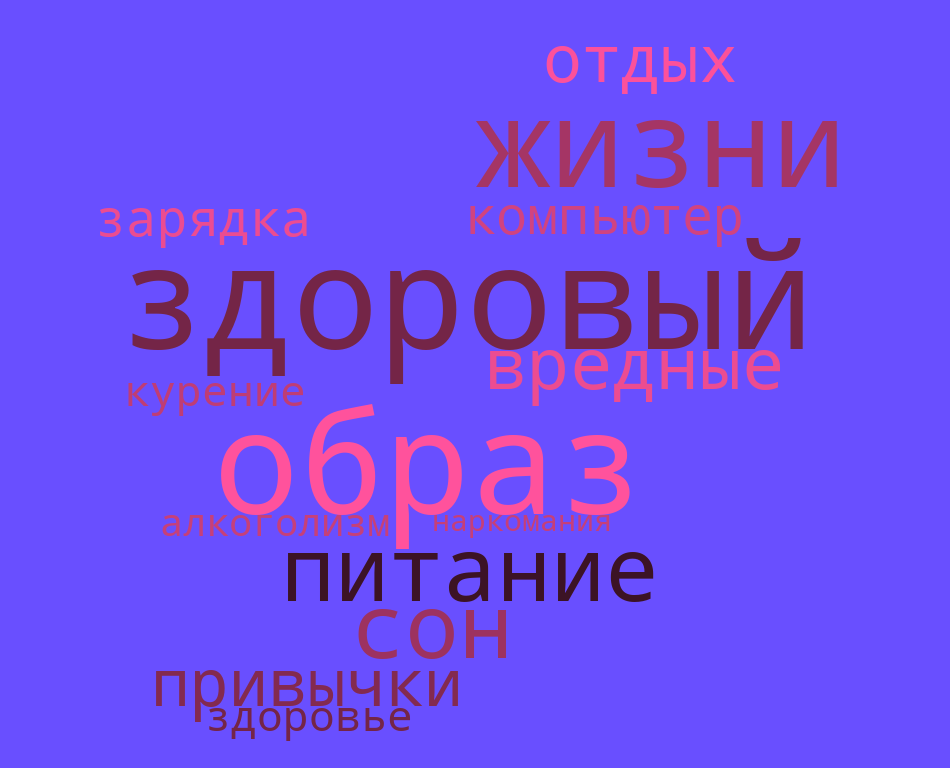 отдых
жизни
зарядка
компьютер
здоровый
вредные
курение
образ
алкоголизм
наркомания
питание
сон
привычки
здоровье